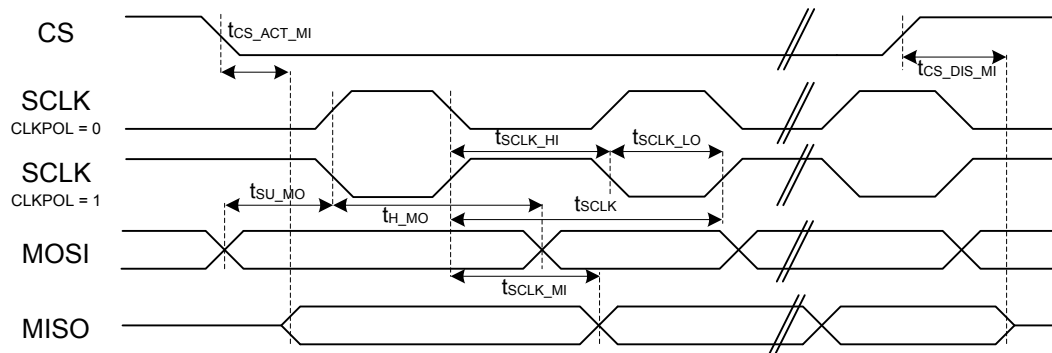 CS
tCS_ACT_MI
tCS_DIS_MI
SCLK
CLKPOL = 0
tSCLK_HI
tSCLK_LO
SCLK
CLKPOL = 1
tSU_MO
tH_MO
tSCLK
MOSI
tSCLK_MI
MISO